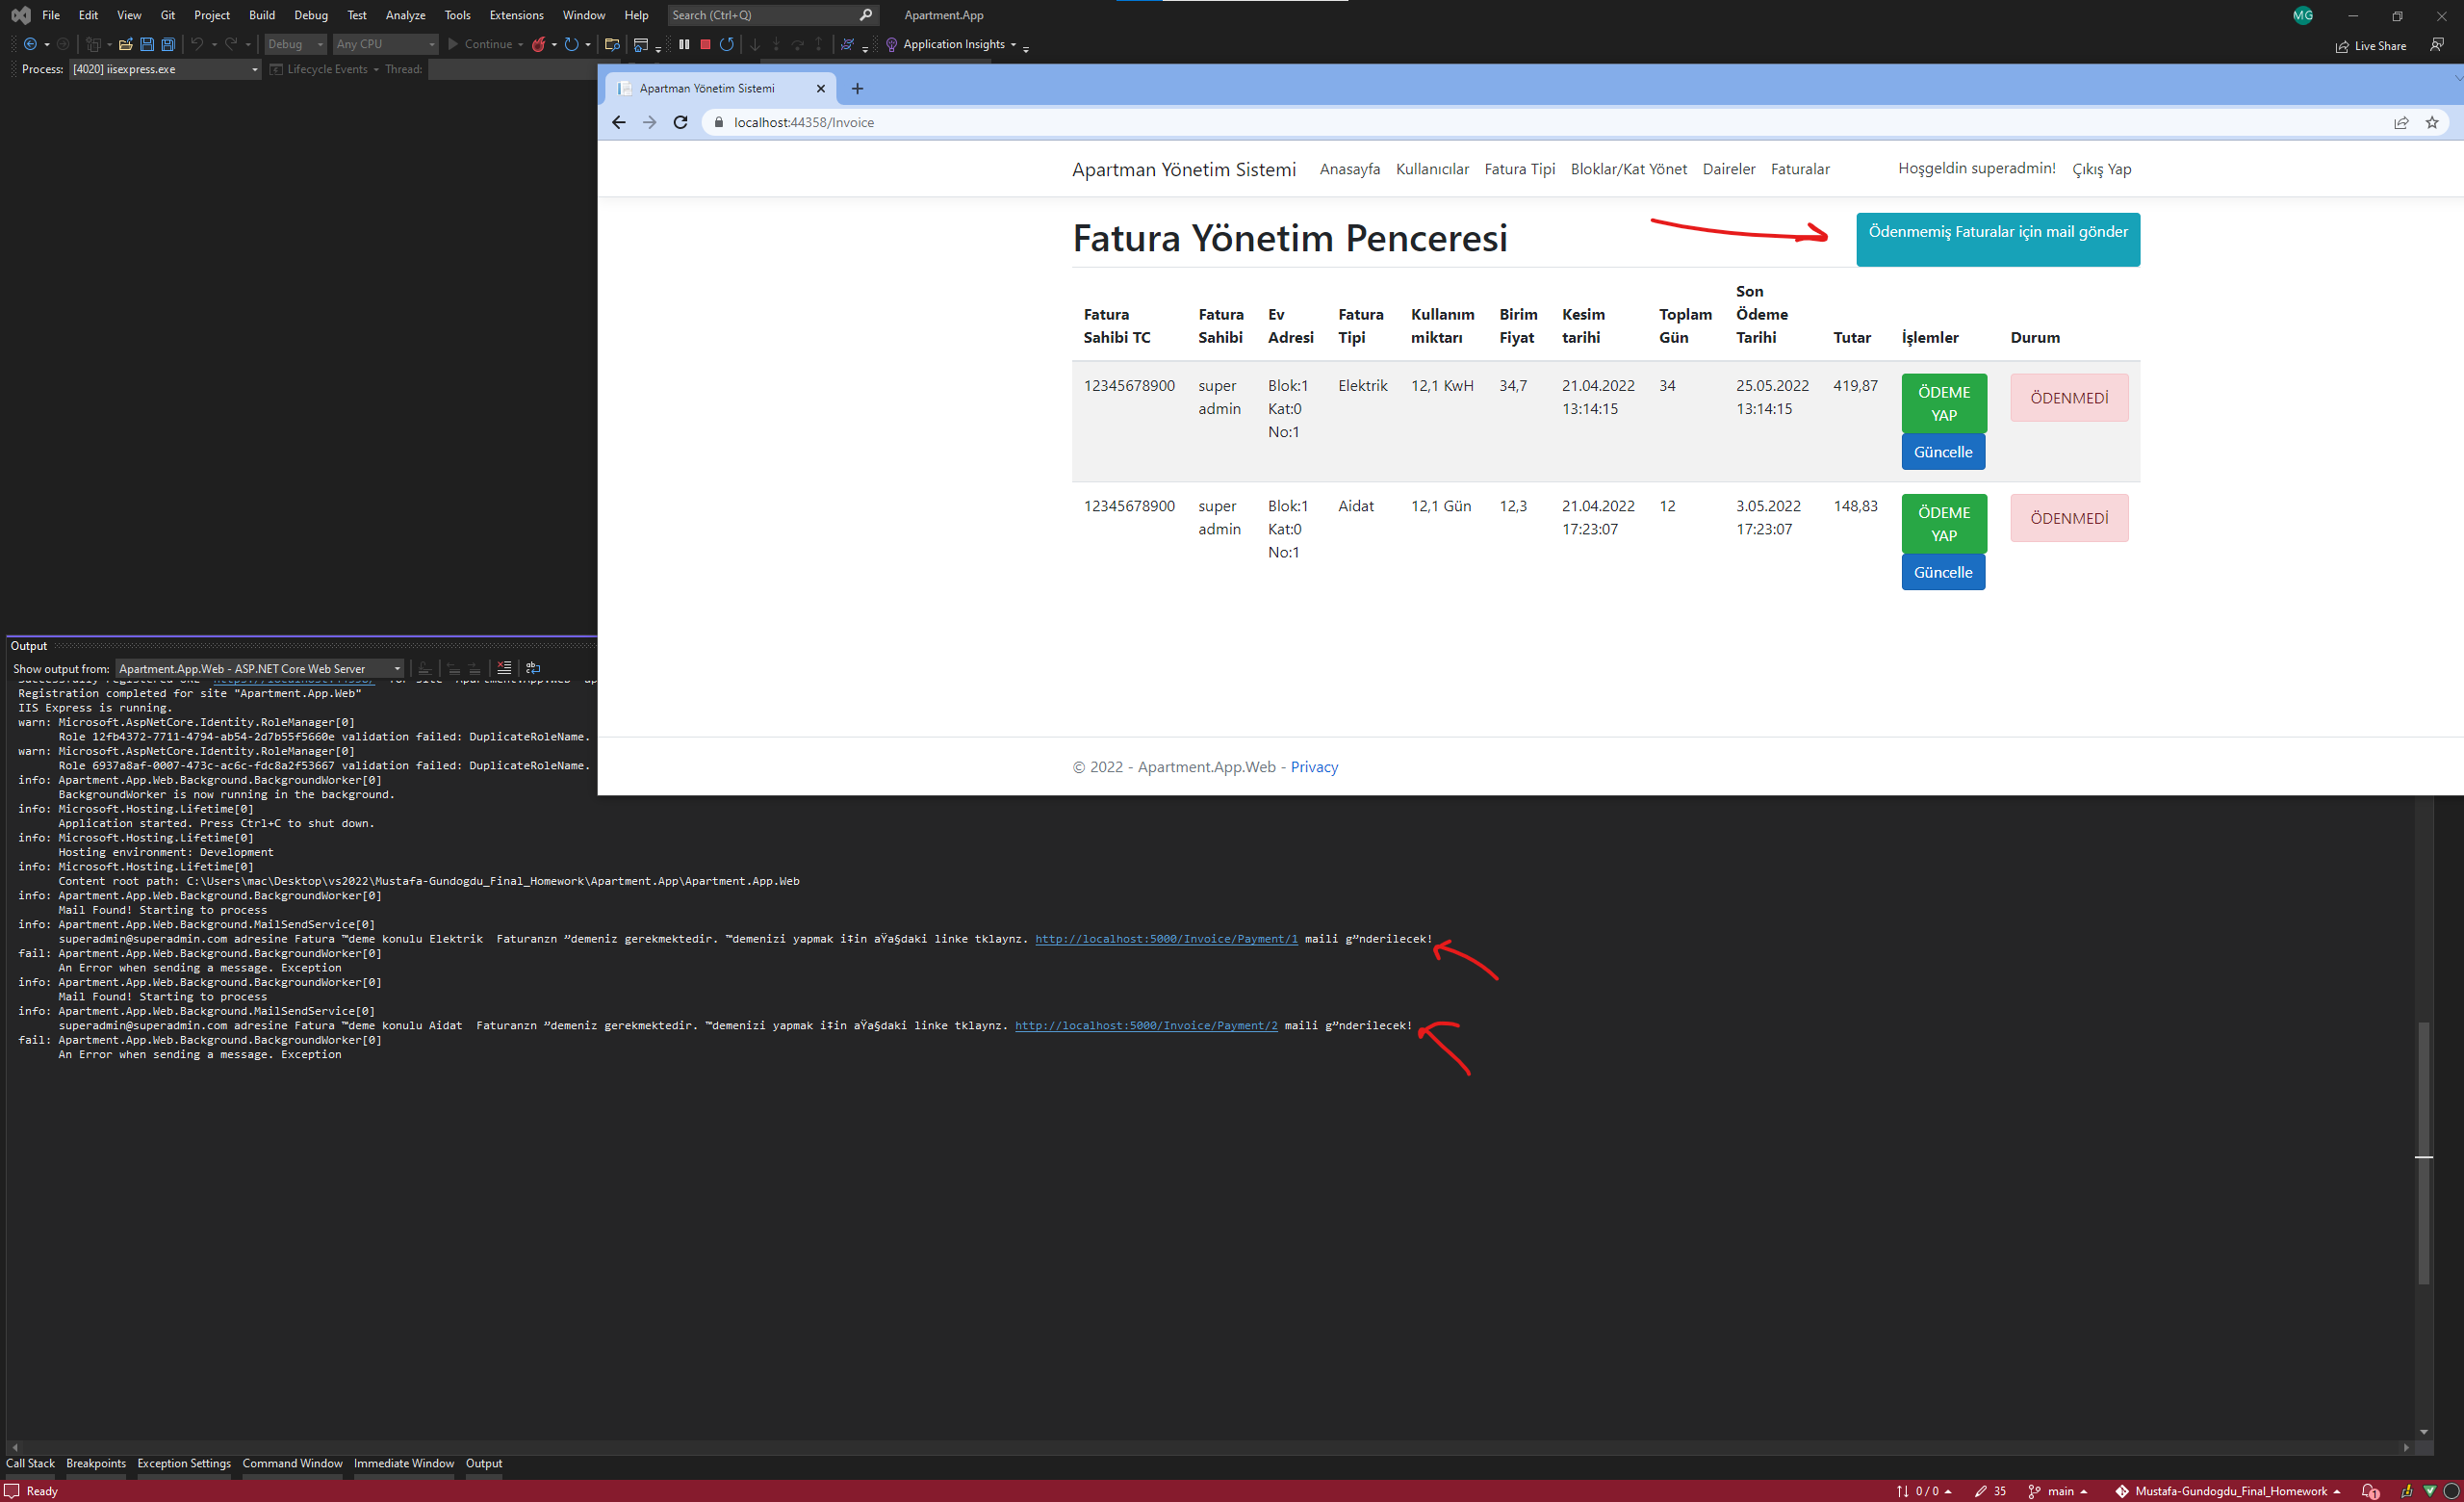 File Edit View Git Project Build Debug Test Analyze Tools Extensions Window Help Search (Ctrl+Q) Apartment.App MG
Debug Any CPU Continue Application Insights Live Share
Process: [4020] iisexpress.exe Lifecycle Events Thread:
Apartman Yönetim Sistemi
localhost:44358/Invoice
Apartman Yönetim Sistemi Anasayfa Kullanıcılar Fatura Tipi Bloklar/Kat Yönet Daireler Faturalar Hoşgeldin superadmin! Çıkış Yap
Fatura Yönetim Penceresi
Ödenmemiş Faturalar için mail gönder
Fatura Sahibi TC Fatura Sahibi Ev Adresi Fatura Tipi Kullanım miktarı Birim Fiyat Kesim tarihi Toplam Gün Son Ödeme Tarihi Tutar İşlemler Durum
12345678900 super admin Blok:1 Kat:0 No:1 Elektrik 12,1 KwH 34,7 21.04.2022 13:14:15 34 25.05.2022 13:14:15 419,87 ÖDEME YAP Güncelle ÖDENMEDİ
12345678900 super admin Blok:1 Kat:0 No:1 Aidat 12,1 Gün 12,3 21.04.2022 17:23:07 12 3.05.2022 17:23:07 148,83 ÖDEME YAP Güncelle ÖDENMEDİ
© 2022 - Apartment.App.Web - Privacy
Output
Show output from: Apartment.App.Web - ASP.NET Core Web Server
Registration completed for site "Apartment.App.Web"
IIS Express is running.
warn: Microsoft.AspNetCore.Identity.RoleManager[0]
Role 12fb4372-7711-4794-ab54-2d7b55f5660e validation failed: DuplicateRoleName.
warn: Microsoft.AspNetCore.Identity.RoleManager[0]
Role 6937a8af-0007-473c-ac6c-fdc8a2f53667 validation failed: DuplicateRoleName.
info: Apartment.App.Web.Background.BackgroundWorker[0]
BackgroundWorker is now running in the background.
info: Microsoft.Hosting.Lifetime[0]
Application started. Press Ctrl+C to shut down.
info: Microsoft.Hosting.Lifetime[0]
Hosting environment: Development
info: Microsoft.Hosting.Lifetime[0]
Content root path: C:\Users\mac\Desktop\vs2022\Mustafa-Gundogdu_Final_Homework\Apartment.App\Apartment.App.Web
info: Apartment.App.Web.Background.BackgroundWorker[0]
Mail Found! Starting to process
info: Apartment.App.Web.Background.MailSendService[0]
superadmin@superadmin.com adresine Fatura ™deme konulu Elektrik  Faturanzn ”demeniz gerekmektedir. ™demenizi yapmak i‡in aŸa§daki linke tklaynz. http://localhost:5000/Invoice/Payment/1 maili g”nderilecek!
fail: Apartment.App.Web.Background.BackgroundWorker[0]
An Error when sending a message. Exception
info: Apartment.App.Web.Background.BackgroundWorker[0]
Mail Found! Starting to process
info: Apartment.App.Web.Background.MailSendService[0]
superadmin@superadmin.com adresine Fatura ™deme konulu Aidat  Faturanzn ”demeniz gerekmektedir. ™demenizi yapmak i‡in aŸa§daki linke tklaynz. http://localhost:5000/Invoice/Payment/2 maili g”nderilecek!
fail: Apartment.App.Web.Background.BackgroundWorker[0]
An Error when sending a message. Exception
Call Stack Breakpoints Exception Settings Command Window Immediate Window Output
Ready 0 / 0 35 main Mustafa-Gundogdu_Final_Homework 1